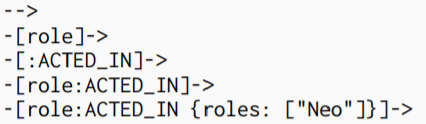 -->
-[role]->
-[:ACTED_IN]->
-[role:ACTED_IN]->
-[role:ACTED_IN {roles: ["Neo"]}]->